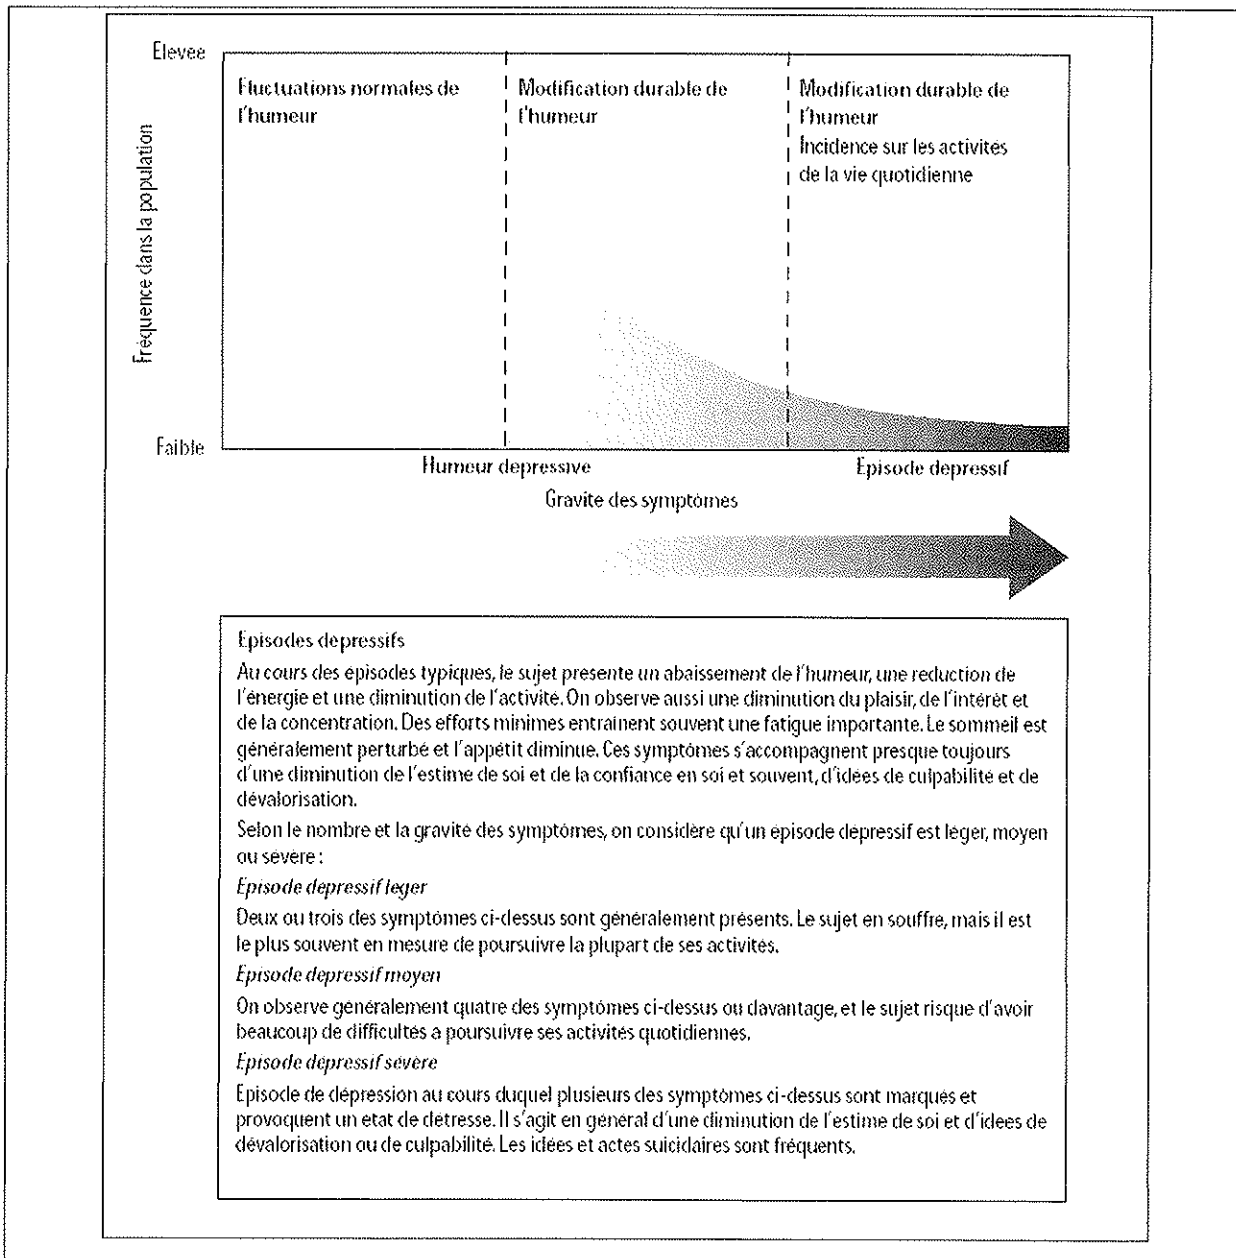 Elevee
Fluctuations normales de
l'humeur
Modification durable de
l'humeur
Modification durable de
l'humeur
Incidence sur les activités
de la vie quotidienne
Fréquence dans la population
Faible
Humeur depressive
Episode depressif
Gravite des symptômes
Episodes depressifs
Au cours des épisodes typiques, le sujet presente un abaissement de l'humeur, une reduction de
l'énergie et une diminution de l'activité. On observe aussi une diminution du plaisir, de l'intérêt et
de la concentration. Des efforts minimes entraînent souvent une fatigue importante. Le sommeil est
généralement perturbé et l'appétit diminue. Ces symptômes s'accompagnent presque toujours
d'une diminution de l'estime de soi et de la confiance en soi et souvent, d'idées de culpabilité et de
dévalorisation.
Selon le nombre et la gravité des symptômes, on considère qu'un épisode dépressif est léger, moyen
ou sévère :
Episode depressif leger
Deux ou trois des symptômes ci-dessus sont généralement présents. Le sujet en souffre, mais il est
le plus souvent en mesure de poursuivre la plupart de ses activités.
Episode depressif moyen
On observe généralement quatre des symptômes ci-dessus ou davantage, et le sujet risque d'avoir
beaucoup de difficultés a poursuivre ses activités quotidiennes.
Episode dépressif sévère
Episode de dépression au cours duquel plusieurs des symptômes ci-dessus sont marqués et
provoquent un etat de détresse. Il s'agit en général d'une diminution de l'estime de soi et d'idees de
dévalorisation ou de culpabilité. Les idées et actes suicidaires sont fréquents.